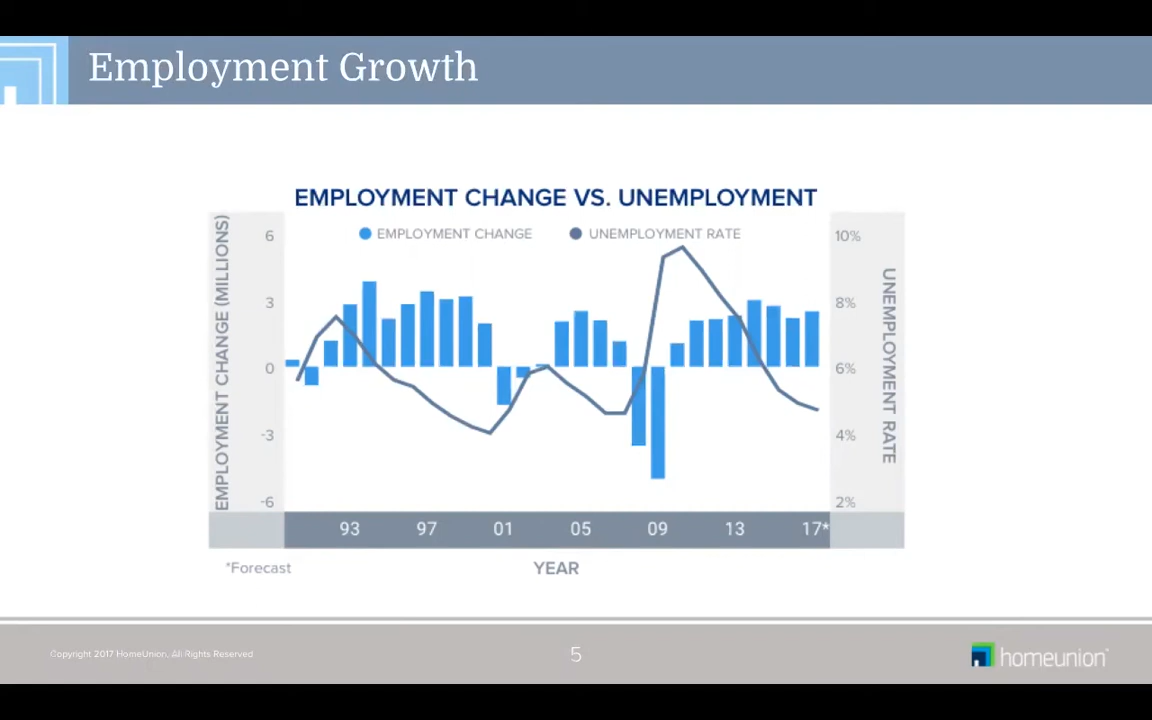 Employment Growth
EMPLOYMENT CHANGE VS. UNEMPLOYMENT
EMPLOYMENT CHANGE
UNEMPLOYMENT RATE
EMPLOYMENT CHANGE (MILLIONS)
6
3
0
-3
-6
10%
8%
6%
4%
2%
UNEMPLOYMENT RATE
93 97 01 05 09 13 17*
*Forecast
YEAR
Copyright 2017 HomeUnion, All Rights Reserved
5
homeunion